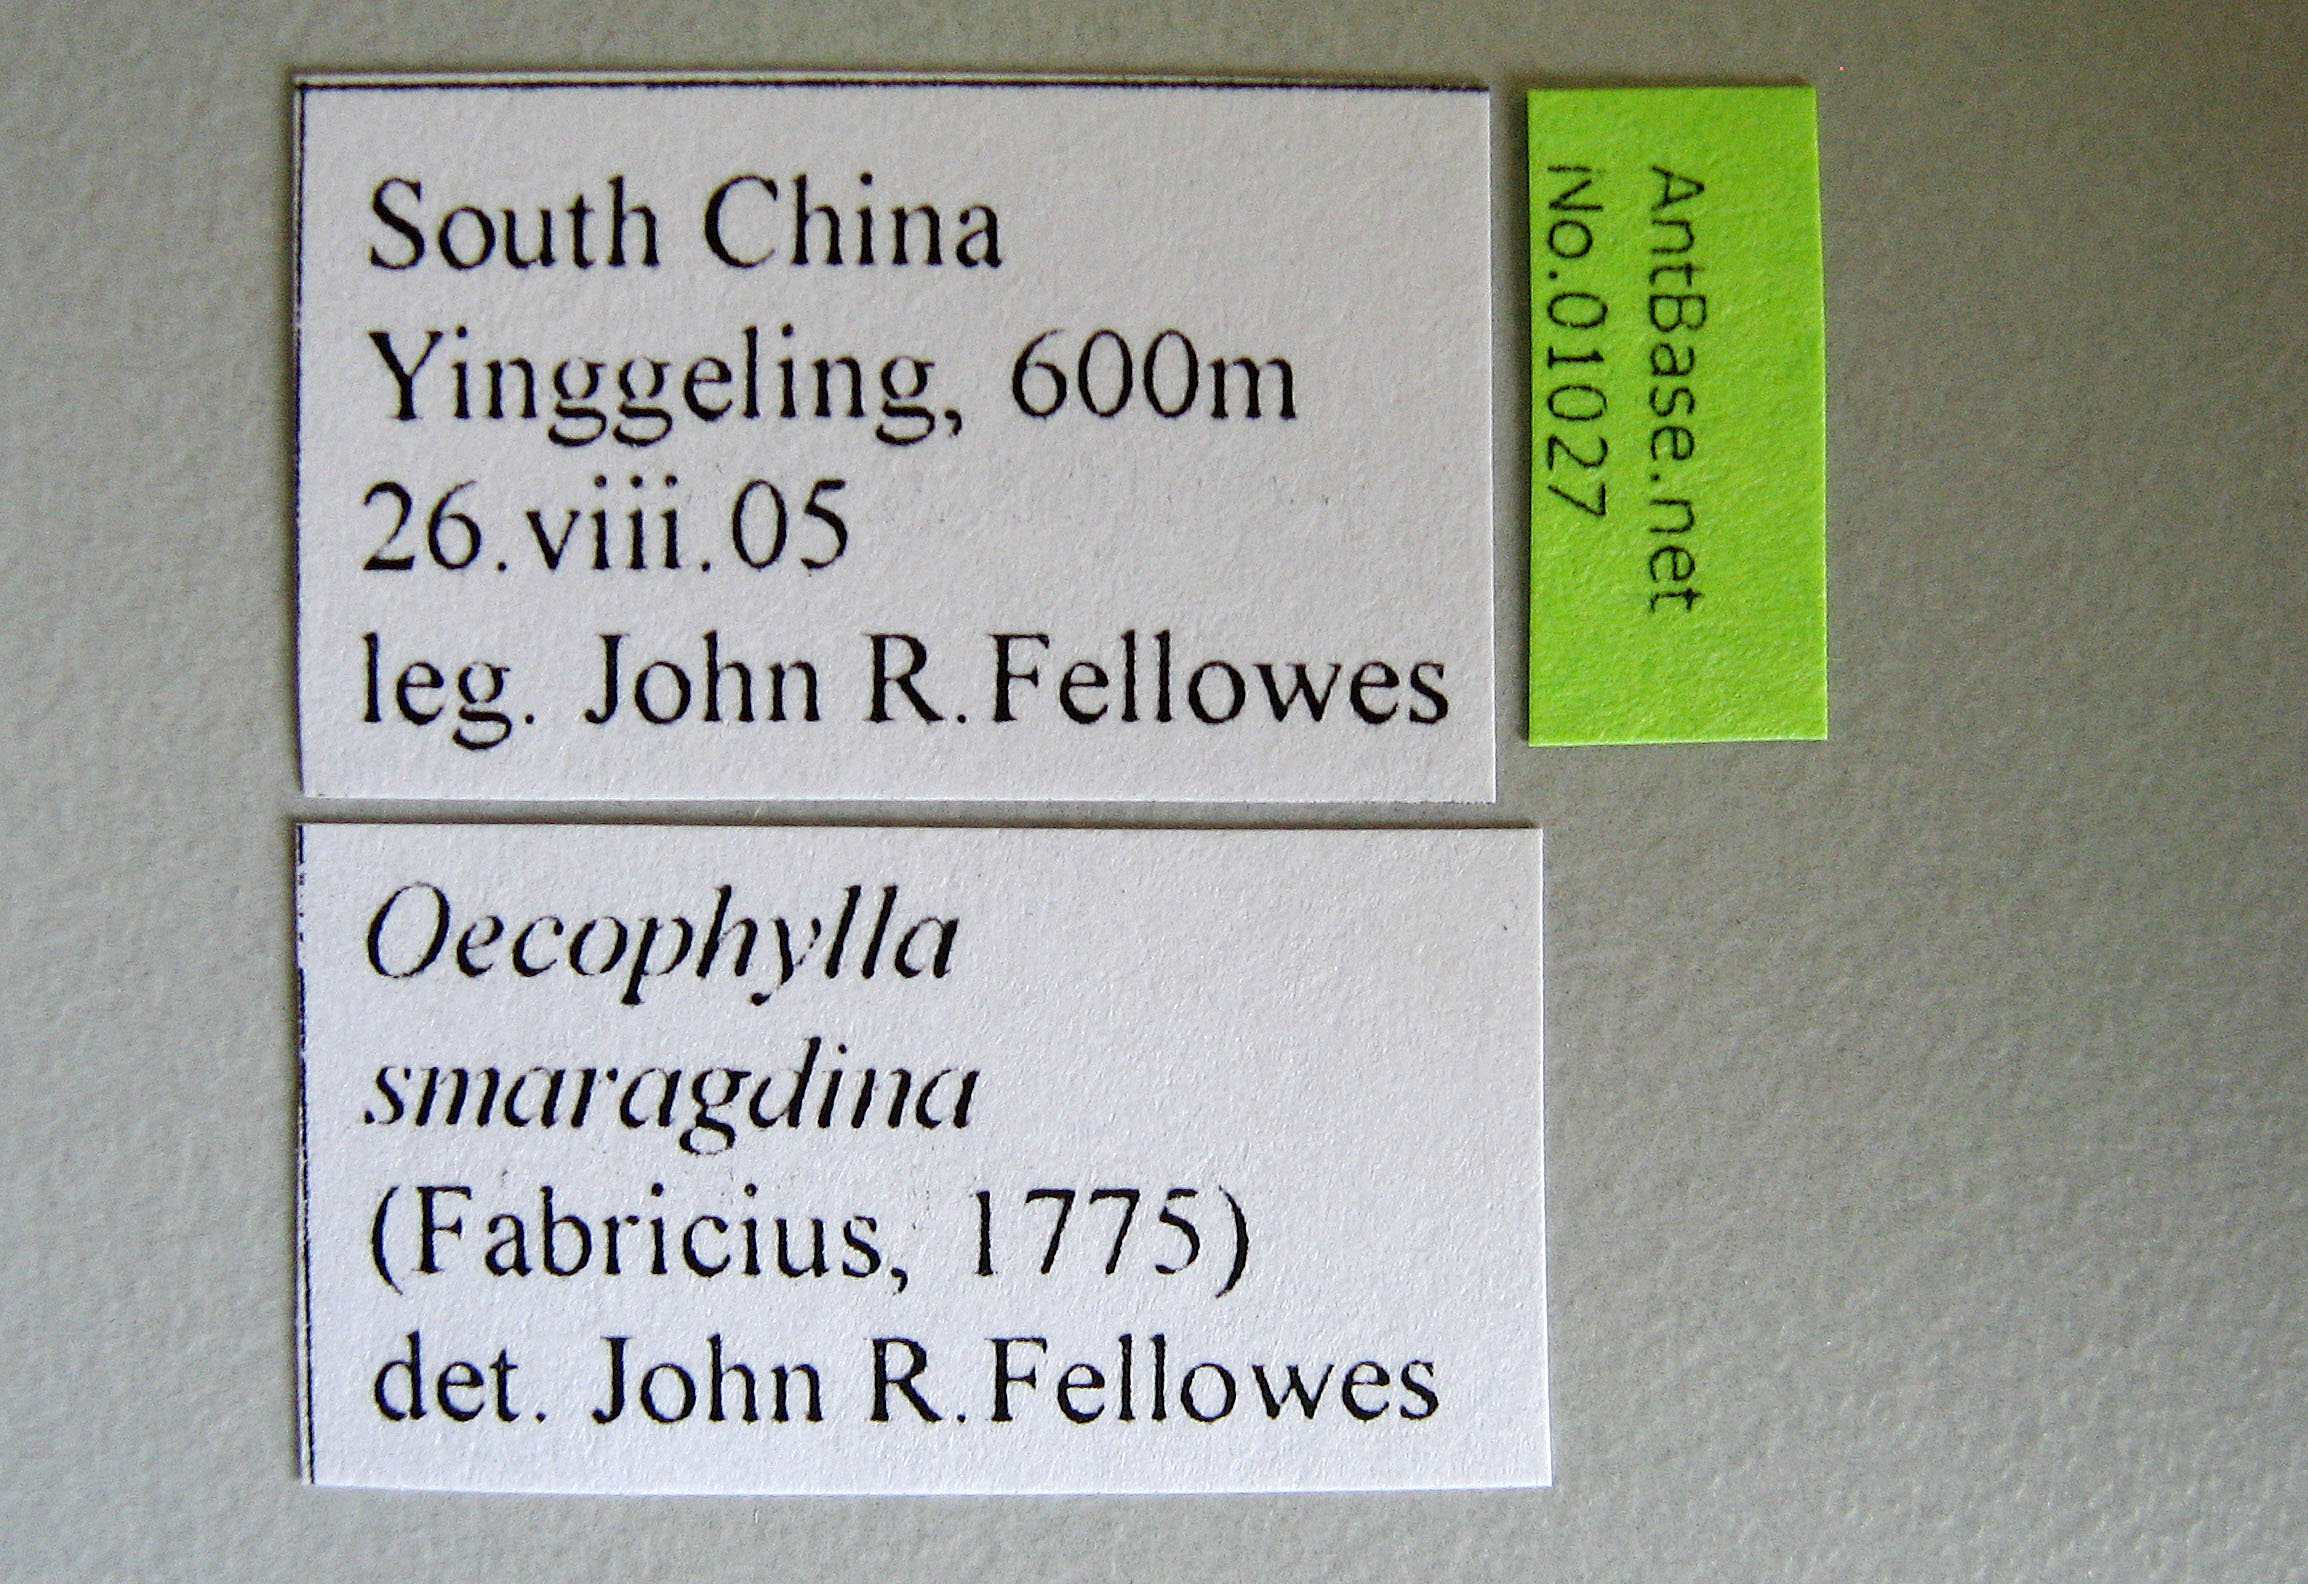 South China
Yinggeling, 600m
26.viii.05
leg. John R.Fellowes
AntBase.net
No.01027
Oecophylla
smaragdina
(Fabricius, 1775)
det. John R.Fellowes